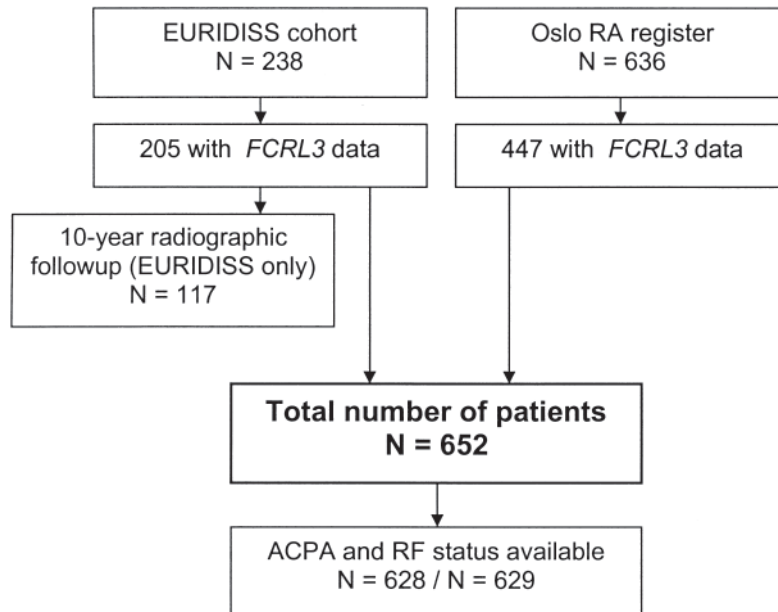 EURIDISS cohort
N = 238
Oslo RA register
N = 636
205 with FCRL3 data
447 with FCRL3 data
10-year radiographic
followup (EURIDISS only)
N = 117
Total number of patients
N = 652
ACPA and RF status available
N = 628 / N = 629